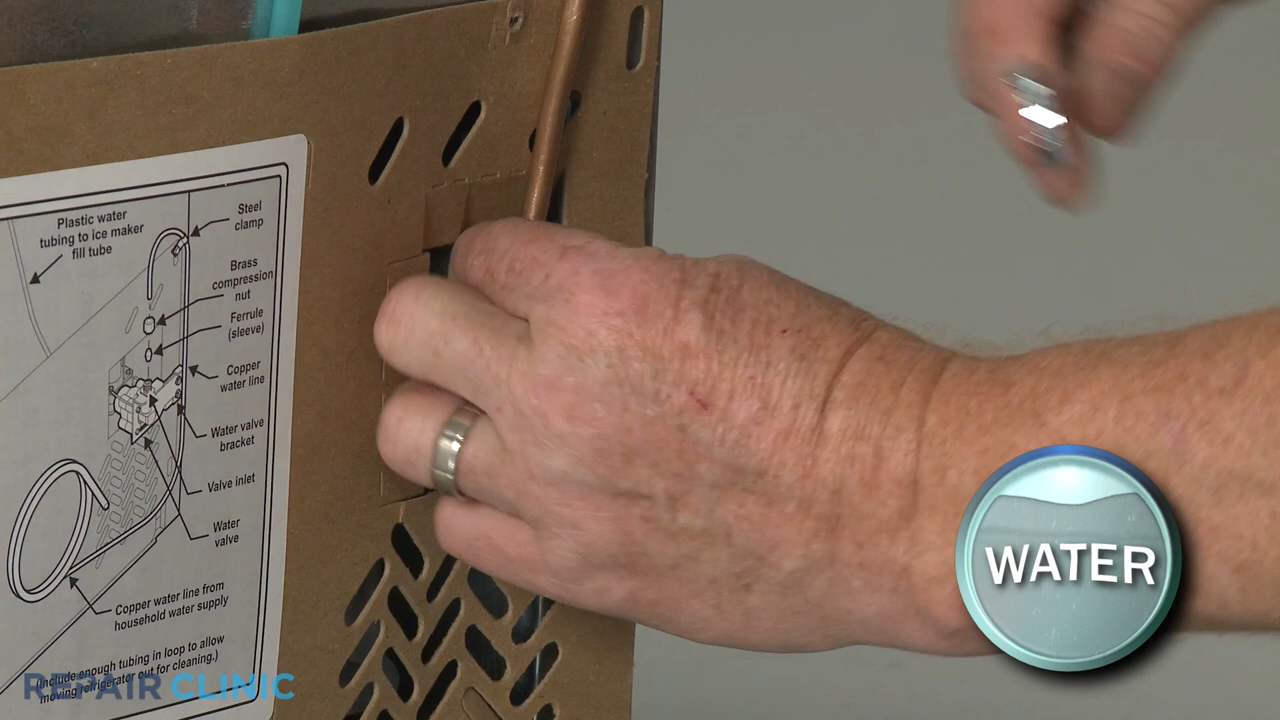 Plastic water
tubing to ice maker
fill tube
Steel
clamp
Brass
compression
nut
Ferrule
(sleeve)
Copper
water line
Water valve
bracket
Valve inlet
Water
valve
Copper water line from
household water supply
(Include enough tubing in loop to allow
moving refrigerator out for cleaning.)
REPAIR CLINIC
WATER